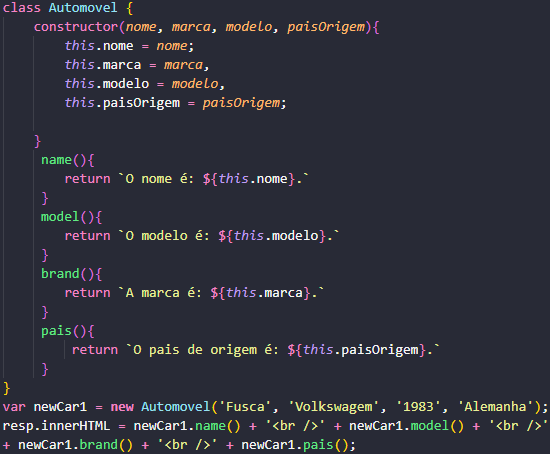 class Automovel {
constructor(nome, marca, modelo, paisOrigem){
this.nome = nome;
this.marca = marca,
this.modelo = modelo,
this.paisOrigem = paisOrigem;
}
name(){
return `O nome é: ${this.nome}.`
}
model(){
return `O modelo é: ${this.modelo}.`
}
brand(){
return `A marca é: ${this.marca}.`
}
pais(){
return `O pais de origem é: ${this.paisOrigem}.`
}
}
var newCar1 = new Automovel('Fusca', 'Volkswagem', '1983', 'Alemanha');
resp.innerHTML = newCar1.name() + '<br />' + newCar1.model() + '<br />'
+ newCar1.brand() + '<br />' + newCar1.pais();